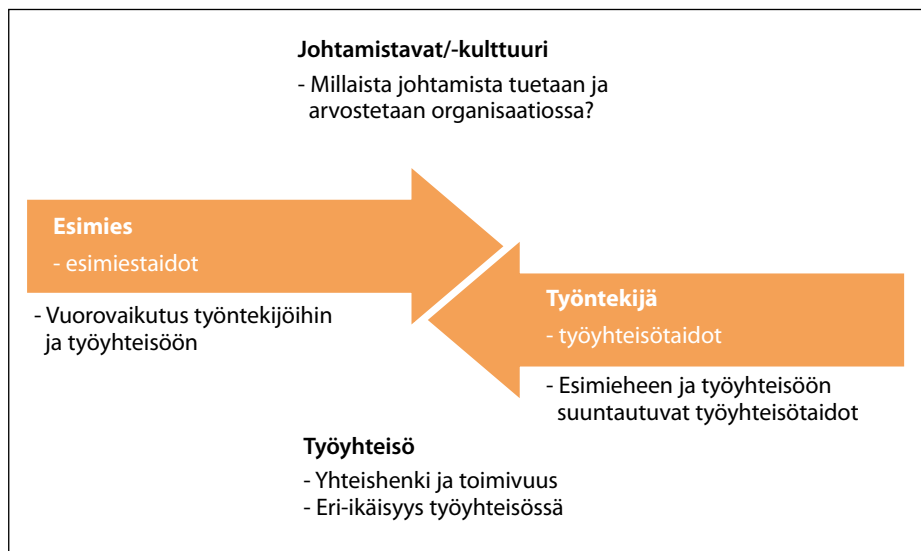 Johtamistavat/-kulttuuri
- Millaista johtamista tuetaan ja
arvostetaan organisaatiossa?
Esimies
- esimiestaidot
- Vuorovaikutus työntekijöihin
ja työyhteisöön
Työntekijä
- työyhteisötaidot
- Esimieheen ja työyhteisöön
suuntautuvat työyhteisötaidot
Työyhteisö
- Yhteishenki ja toimivuus
- Eri-ikäisyys työyhteisössä